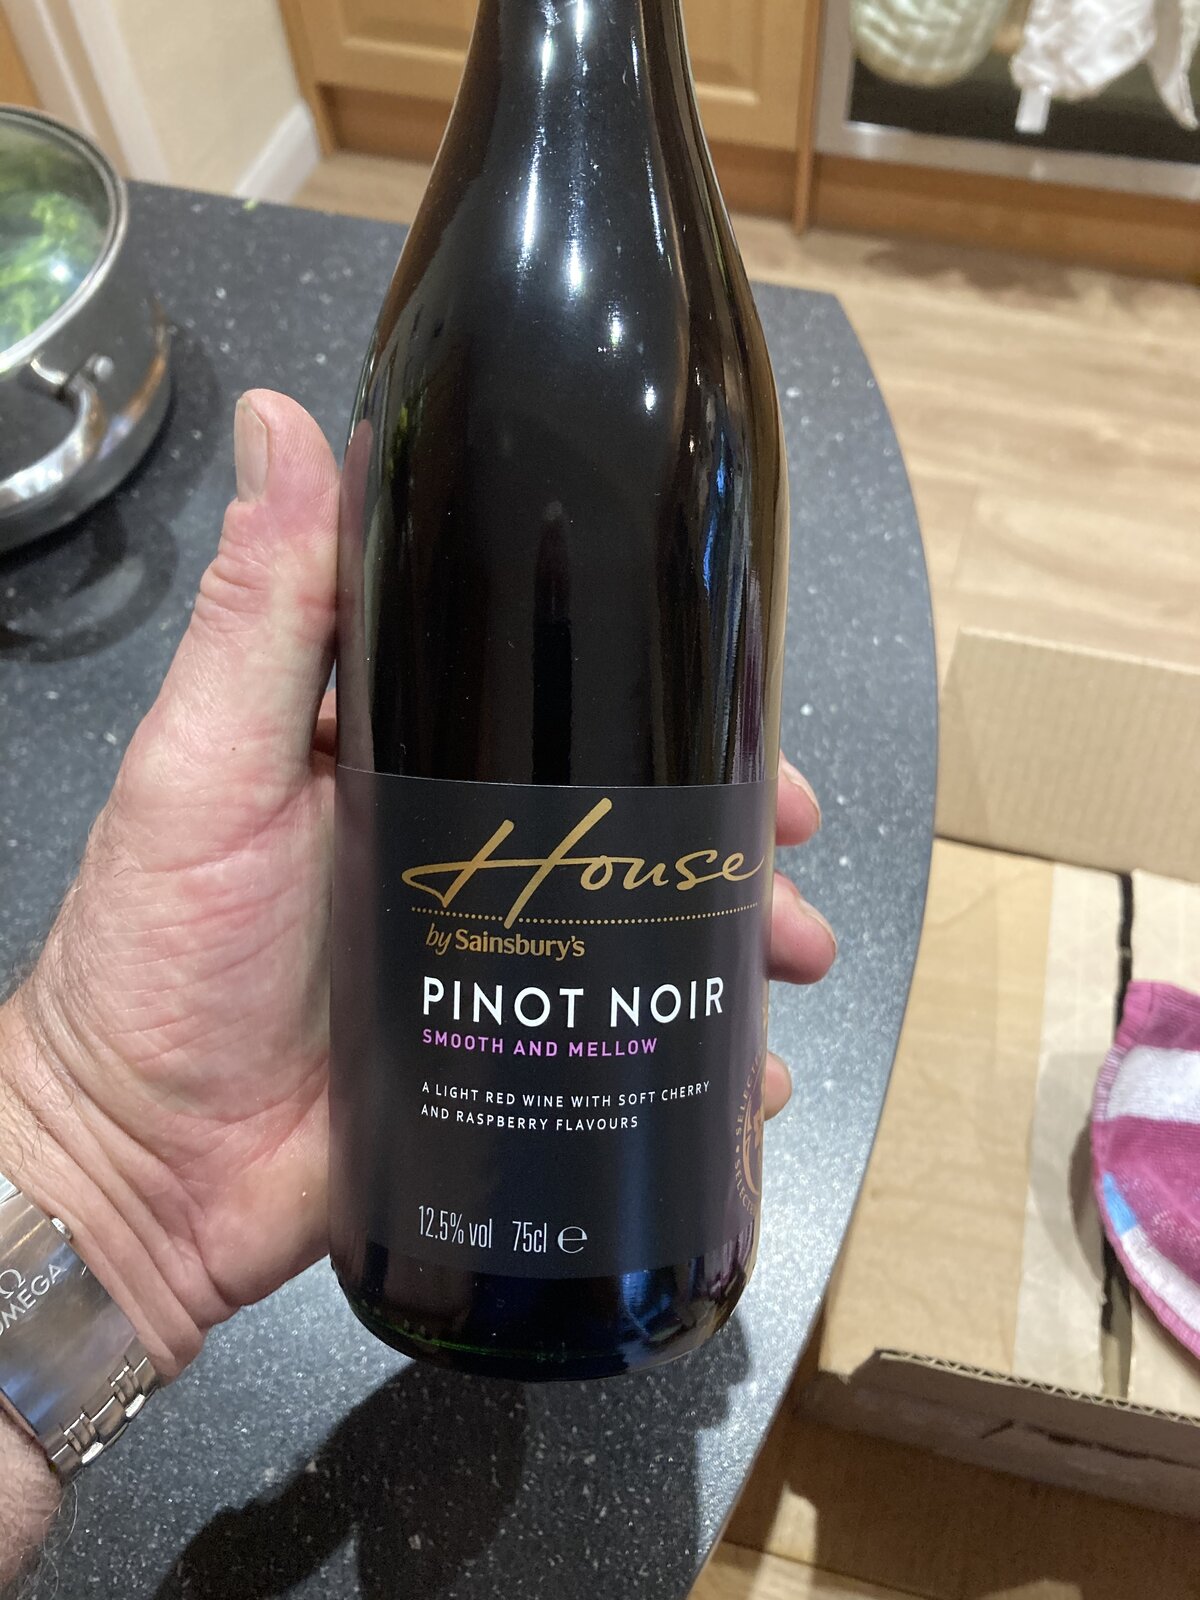 House
by Sainsbury's
PINOT NOIR
SMOOTH AND MELLOW
A LIGHT RED WINE WITH SOFT CHERRY
AND RASPBERRY FLAVOURS
12.5% vol 75cl ℮
Ω
OMEGA